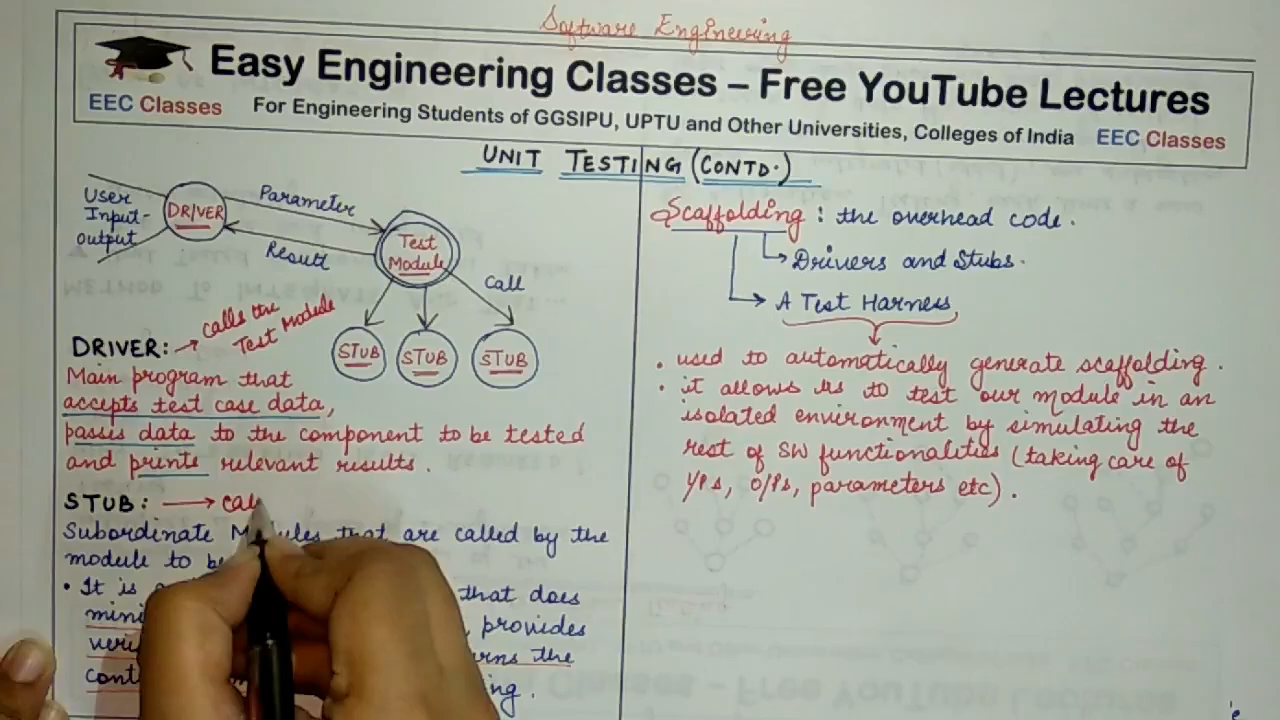 Software Engineering
Easy Engineering Classes – Free YouTube Lectures
EEC Classes For Engineering Students of GGSIPU, UPTU and Other Universities, Colleges of India EEC Classes
UNIT TESTING (CONTD.)
User
Input-
output
DRIVER
Parameter
Result
Test
Module
Call
STUB
STUB
STUB
DRIVER: → calls the
Test Module
Main program that
accepts test case data,
passis data to the component to be tested
and prints relevant results.
STUB: → cal
Subordinate that are called by the
module to be
• It is that does
provides
the
Scaffolding : the overhead code.
→ Drivers and Stubs.
→ A Test Harness
• used to automatically generate scaffolding.
• it allows us to test our module in an
isolated environment by simulating the
rest of SW functionalities (taking care of
I/Ps, O/Ps, parameters etc).